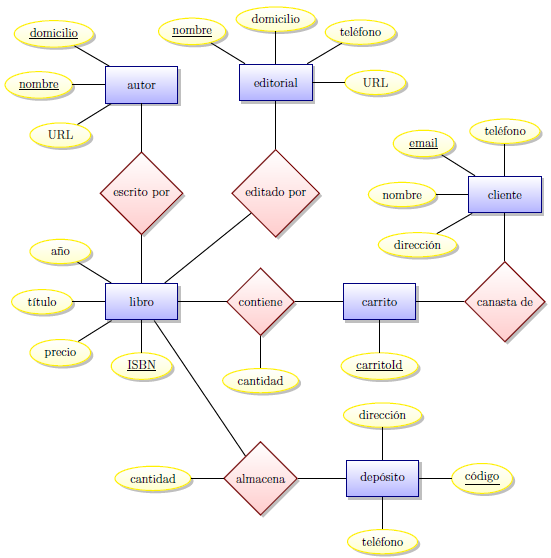 domicilio
nombre
domicilio
teléfono
nombre
autor
editorial
URL
URL
email
teléfono
escrito por
editado por
nombre
cliente
dirección
año
título
libro
contiene
carrito
canasta de
precio
ISBN
cantidad
carritoId
dirección
cantidad
almacena
depósito
código
teléfono